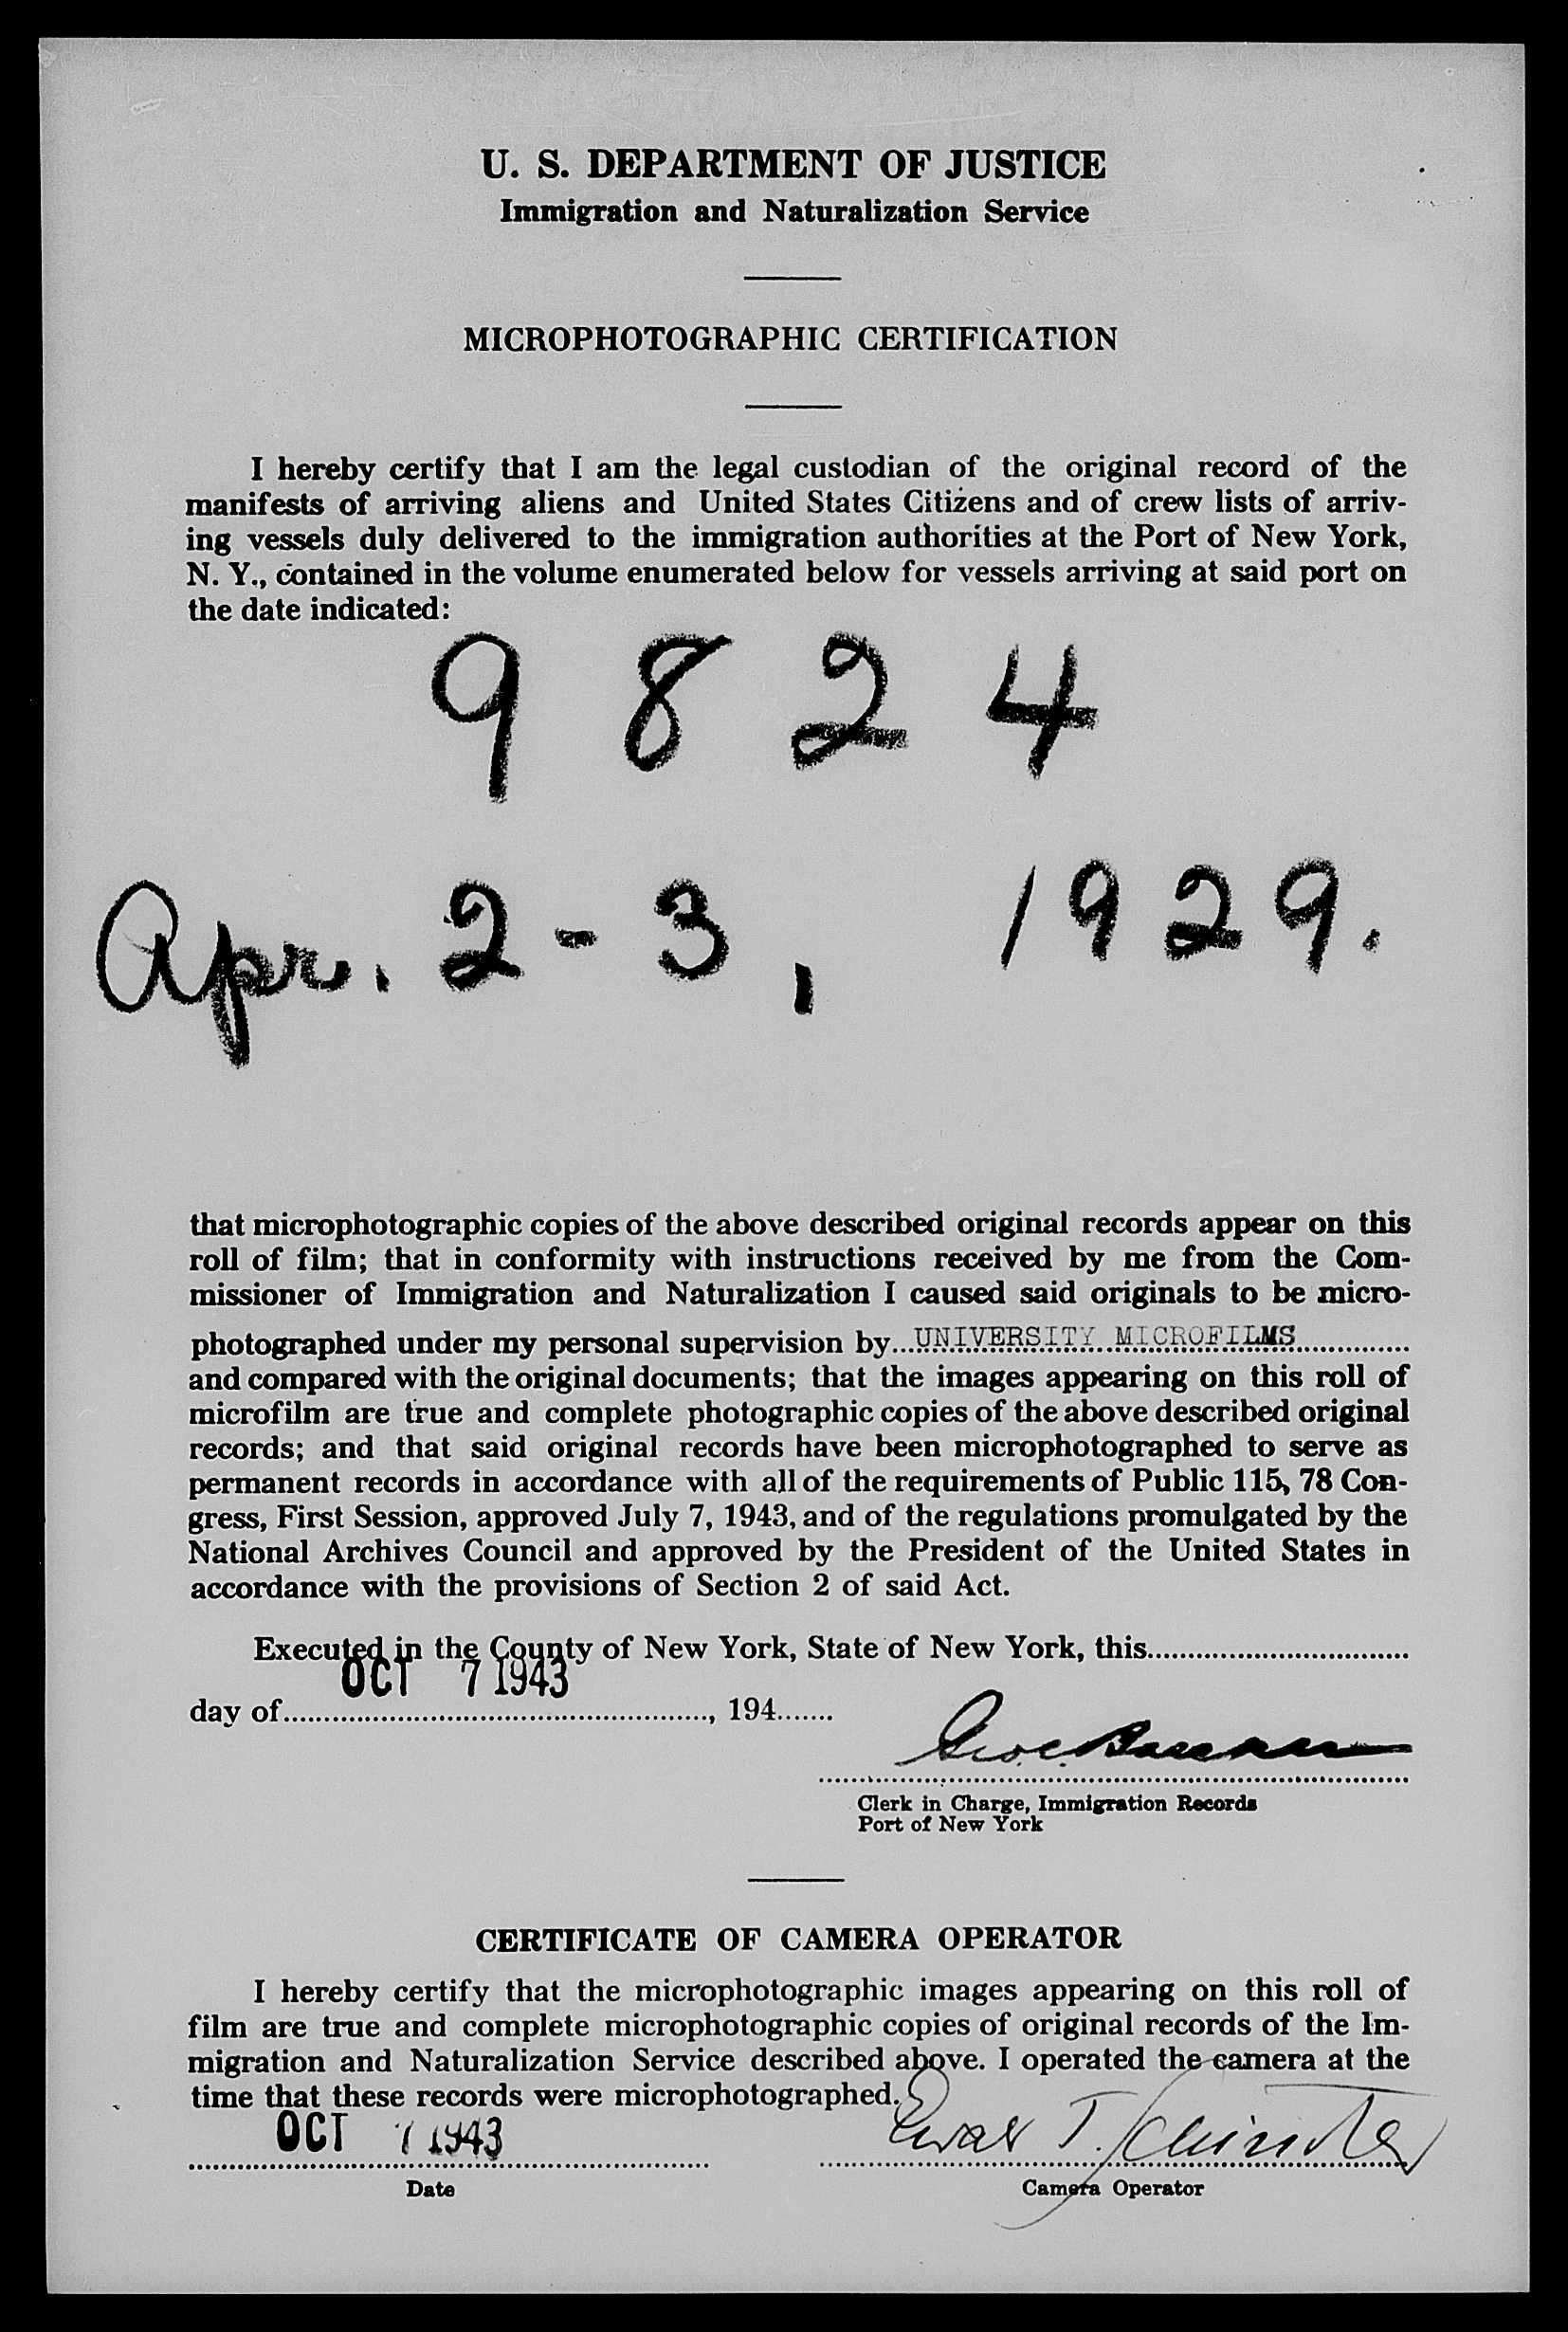 U. S. DEPARTMENT OF JUSTICE
Immigration and Naturalization Service
MICROPHOTOGRAPHIC CERTIFICATION
I hereby certify that I am the legal custodian of the original record of the
manifests of arriving aliens and United States Citizens and of crew lists of arriv-
ing vessels duly delivered to the immigration authorities at the Port of New York,
N. Y., contained in the volume enumerated below for vessels arriving at said port on
the date indicated:
9824
Apr. 2-3, 1929.
that microphotographic copies of the above described original records appear on this
roll of film; that in conformity with instructions received by me from the Com-
missioner of Immigration and Naturalization I caused said originals to be micro-
photographed under my personal supervision by...UNIVERSITY MICROFILMS...
and compared with the original documents; that the images appearing on this roll of
microfilm are true and complete photographic copies of the above described original
records; and that said original records have been microphotographed to serve as
permanent records in accordance with all of the requirements of Public 115, 78 Con-
gress, First Session, approved July 7, 1943, and of the regulations promulgated by the
National Archives Council and approved by the President of the United States in
accordance with the provisions of Section 2 of said Act.
Executed in the County of New York, State of New York, this
OCT 7 1943
day of, 194
Clerk in Charge, Immigration Records
Port of New York
CERTIFICATE OF CAMERA OPERATOR
I hereby certify that the microphotographic images appearing on this roll of
film are true and complete microphotographic copies of original records of the Im-
migration and Naturalization Service described above. I operated the camera at the
time that these records were microphotographed.
OCT 7 1943
Date
Camera Operator